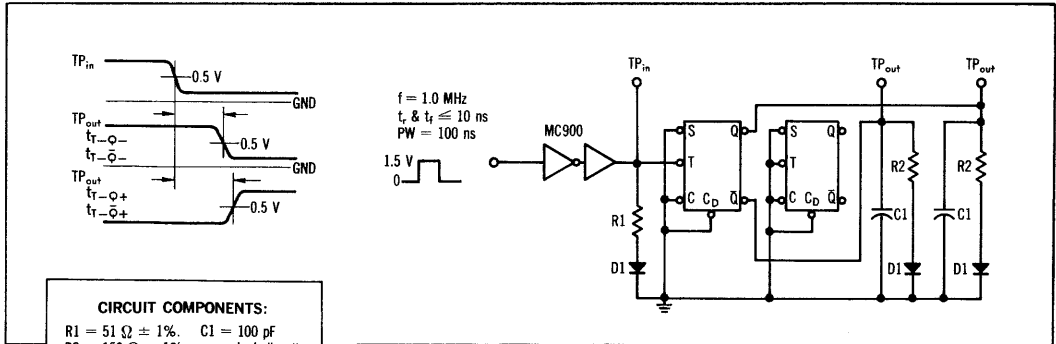 TPin
0.5 V
GND
TPout
tT–Q–
tT–Q̄–
0.5 V
GND
TPout
tT–Q+
tT–Q̄+
0.5 V
f = 1.0 MHz
tr & tf ≤ 10 ns
PW = 100 ns
1.5 V
0
MC900
TPin
R1
D1
S Q
T
C CD Q̄
S Q
T
C CD Q̄
TPout
TPout
R2
C1
D1
R2
C1
D1
CIRCUIT COMPONENTS:
R1 = 51 Ω ± 1%. C1 = 100 pF